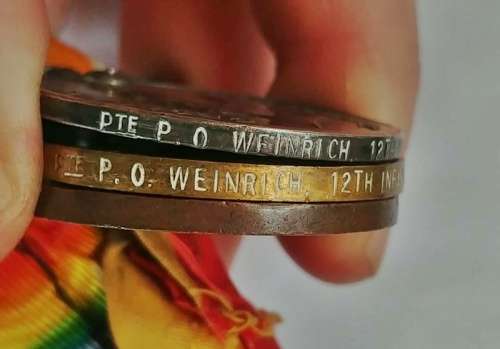 PTE P. O WEINRICH. 12T
PTE P. O. WEINRICH. 12TH INF